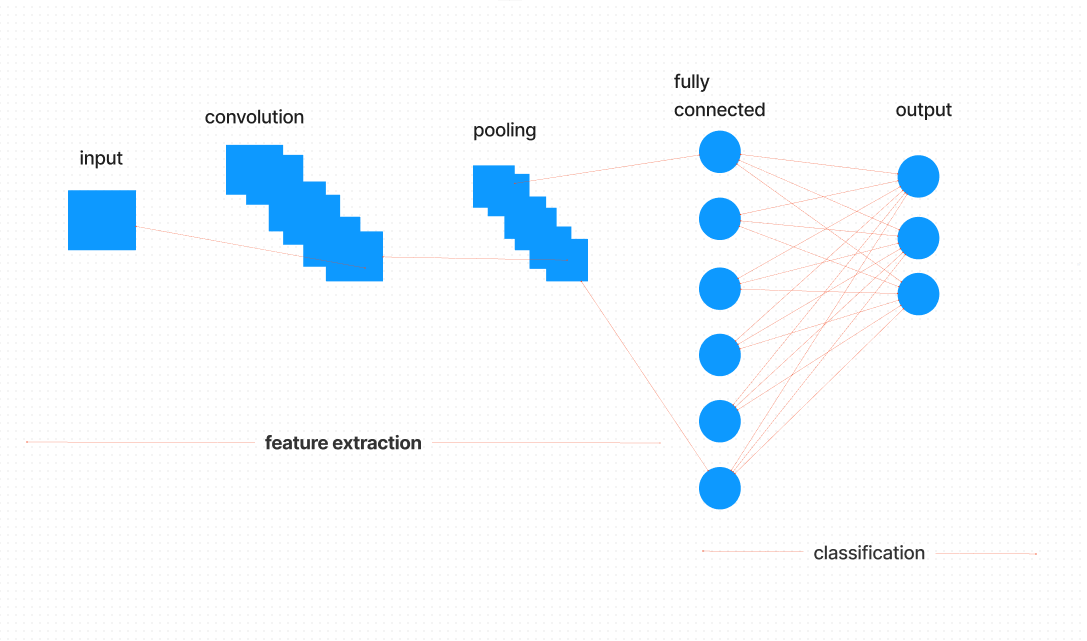 input
convolution
pooling
fully
connected
output
feature extraction
classification